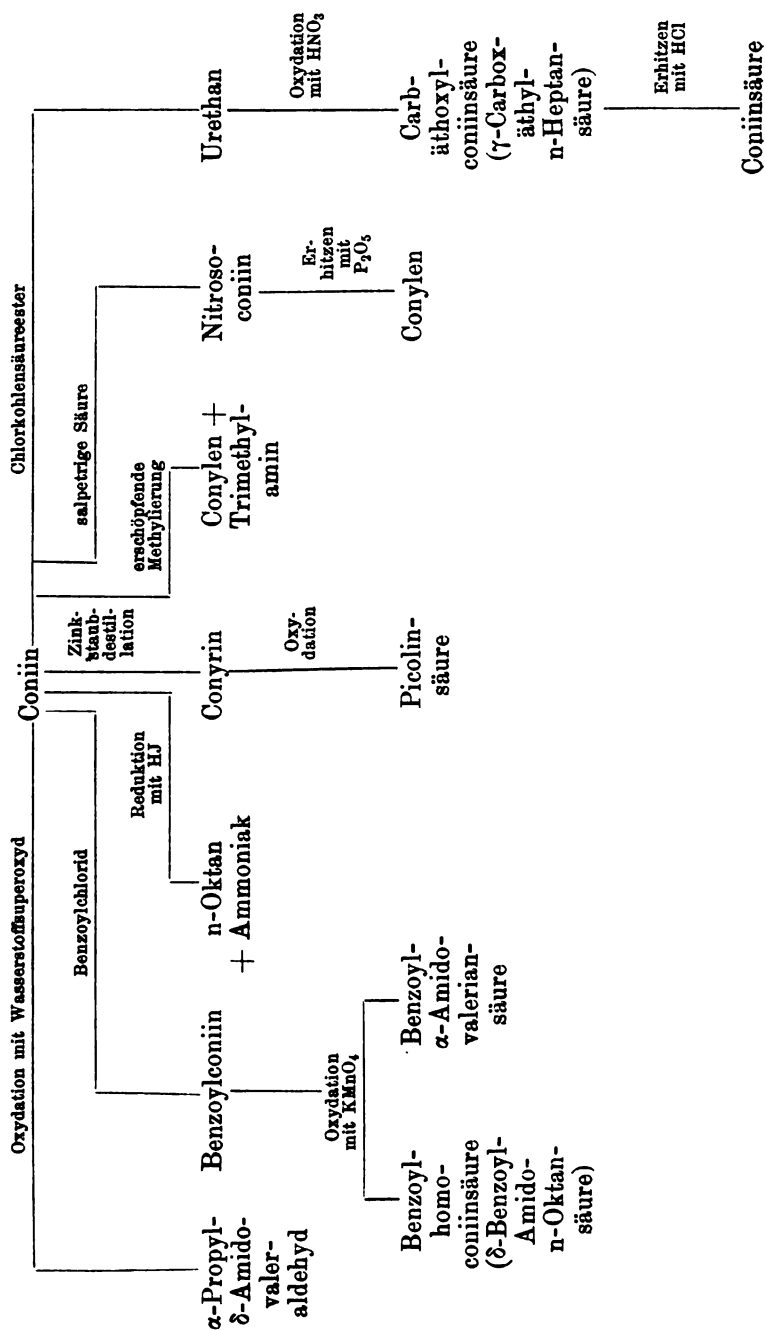 Coniin
Oxydation mit Wasserstoffsuperoxyd
Chlorkohlensäureester
Benzoylchlorid
salpetrige Säure
Reduktion
mit HJ
Zink-
staub-
destil-
lation
erschöpfende
Methylierung
α-Propyl-
δ-Amido-
valer-
aldehyd
Benzoylconiin
n-Oktan
+ Ammoniak
Conyrin
Conylen +
Trimethyl-
amin
Nitroso-
coniin
Urethan
Oxydation
mit KMnO₄
Oxy-
dation
Er-
hitzen
mit
P₂O₅
Oxydation
mit HNO₃
Benzoyl-
homo-
coniinsäure
(δ-Benzoyl-
Amido-
n-Oktan-
säure)
Benzoyl-
α-Amido-
valerian-
säure
Picolin-
säure
Conylen
Carb-
äthoxyl-
coniinsäure
(γ-Carbox-
äthyl-
n-Heptan-
säure)
Erhitzen
mit HCl
Coniinsäure